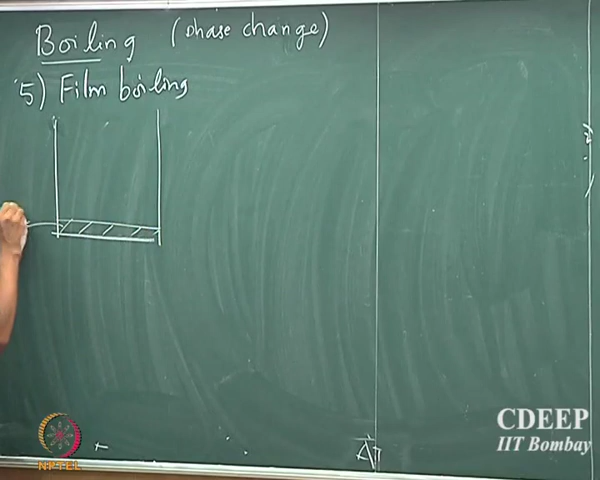 Boiling (phase change)
5) Film boiling
CDEEP
IIT Bombay
NPTEL